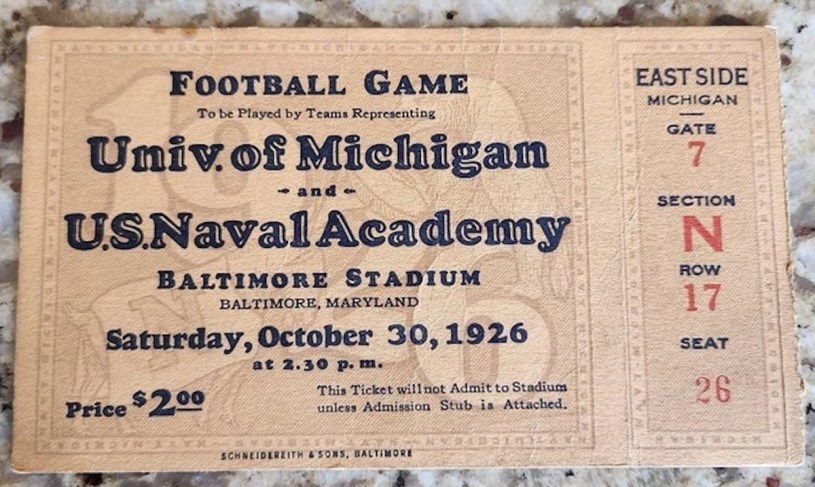 FOOTBALL GAME
To be Played by Teams Representing
Univ. of Michigan
and
U.S. Naval Academy
BALTIMORE STADIUM
BALTIMORE, MARYLAND
Saturday, October 30, 1926
at 2.30 p.m.
Price $2.00
This Ticket will not Admit to Stadium
unless Admission Stub is Attached.
SCHNEIDEREITH & SONS, BALTIMORE
EAST SIDE
MICHIGAN
GATE
7
SECTION
N
ROW
17
SEAT
26